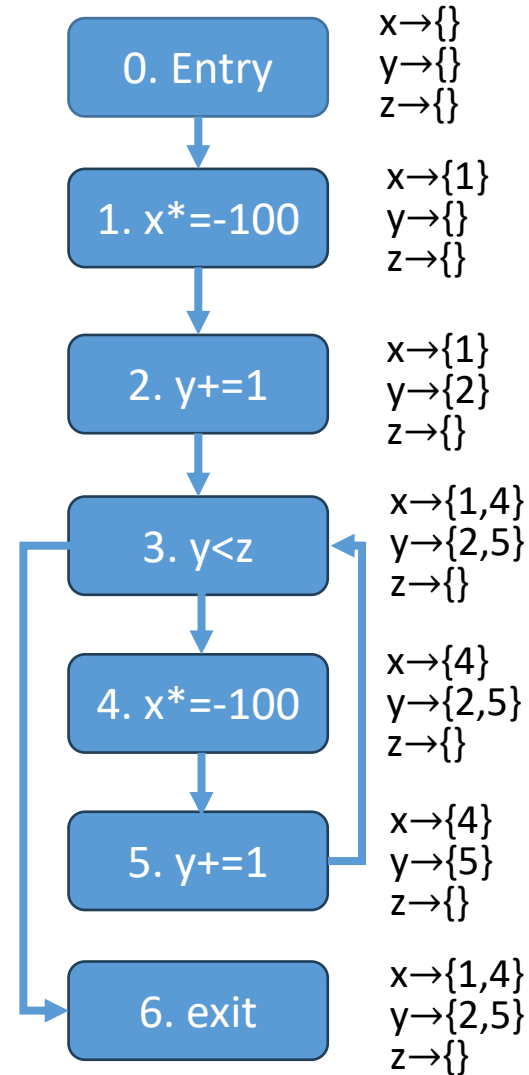 0. Entry
x→{}
y→{}
z→{}
1. x*=-100
x→{1}
y→{}
z→{}
2. y+=1
x→{1}
y→{2}
z→{}
3. y<z
x→{1,4}
y→{2,5}
z→{}
4. x*=-100
x→{4}
y→{2,5}
z→{}
5. y+=1
x→{4}
y→{5}
z→{}
6. exit
x→{1,4}
y→{2,5}
z→{}